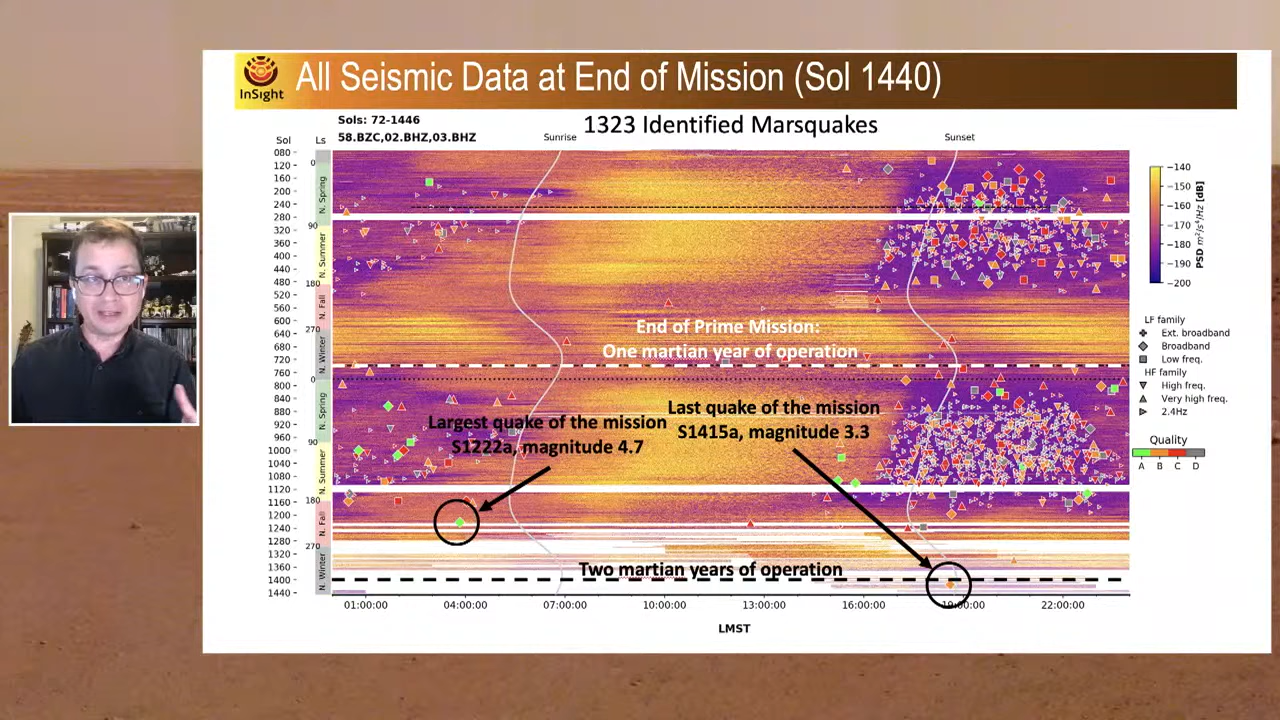 All Seismic Data at End of Mission (Sol 1440)
InSight
Sols: 72-1446
58.BZC,02.BHZ,03.BHZ
1323 Identified Marsquakes
Sunrise
Sunset
Sol
Ls
080
120
160
200
240
280
320
360
400
440
480
520
560
600
640
680
720
760
800
840
880
920
960
1000
1040
1080
1120
1160
1200
1240
1280
1320
1360
1400
1440
0
N. Spring
90
N. Summer
180
N. Fall
270
N. Winter
0
N. Spring
90
N. Summer
180
N. Fall
270
N. Winter
End of Prime Mission:
One martian year of operation
Largest quake of the mission
S1222a, magnitude 4.7
Last quake of the mission
S1415a, magnitude 3.3
Two martian years of operation
01:00:00
04:00:00
07:00:00
10:00:00
13:00:00
16:00:00
19:00:00
22:00:00
LMST
−140
−150
−160
−170
−180
−190
−200
PSD m²/s⁴/Hz [dB]
LF family
Ext. broadband
Broadband
Low freq.
HF family
High freq.
Very high freq.
2.4Hz
Quality
A B C D